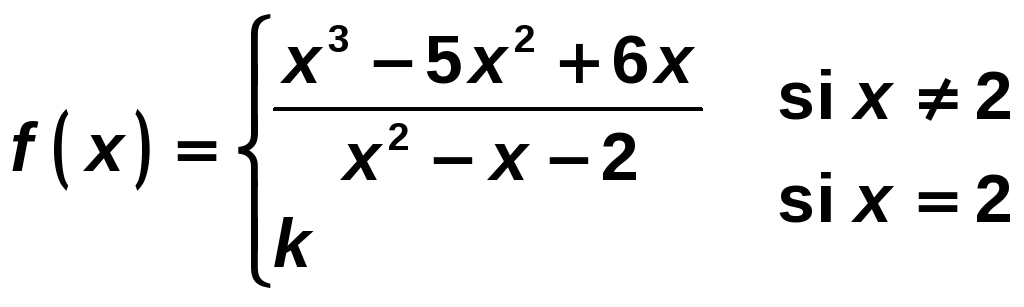 f(x) = { (x³ − 5x² + 6x) / (x² − x − 2) si x ≠ 2
k si x = 2